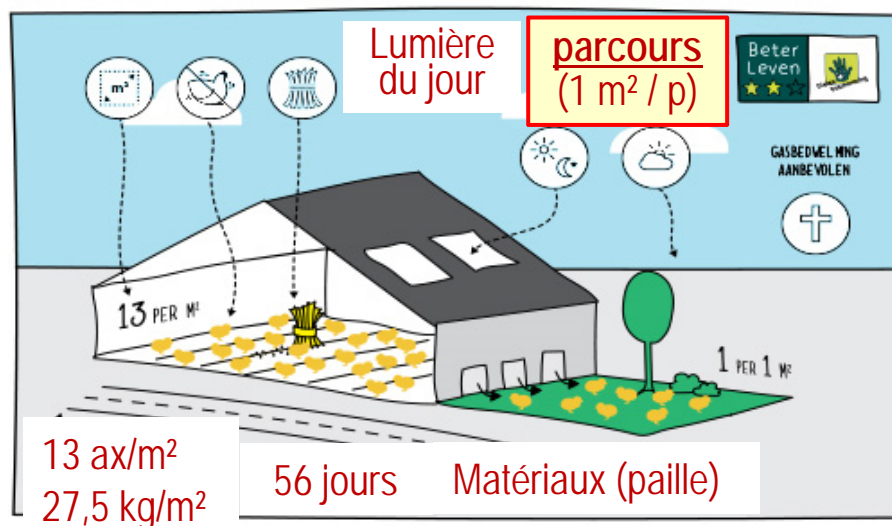 Lumière
du jour
parcours
(1 m² / p)
Beter
Leven
m²
GASBEDWELMING
AANBEVOLEN
13 PER M²
1 PER 1 M²
13 ax/m²
27,5 kg/m²
56 jours
Matériaux (paille)